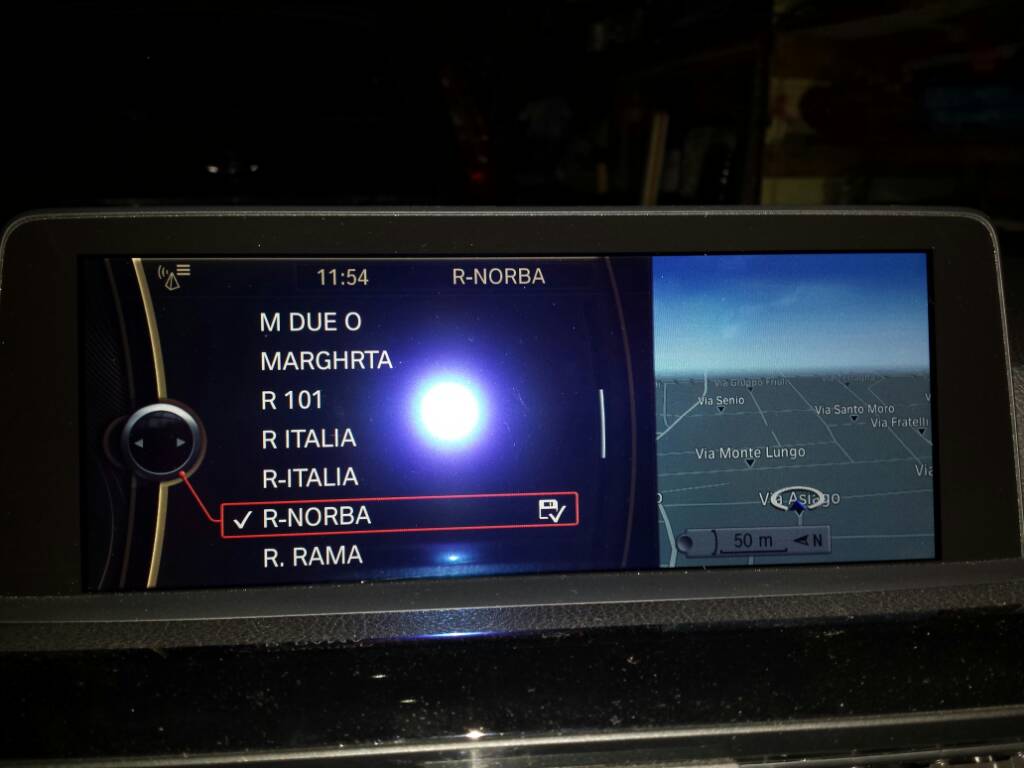 11:54 R-NORBA
M DUE O
MARGHRTA
R 101
R ITALIA
R-ITALIA
R-NORBA
R. RAMA
Via Gruppo Friuli
Via Senio
Via Santo Moro
Via Fratelli
Via Monte Lungo
Via
Via Asiago
50 m N